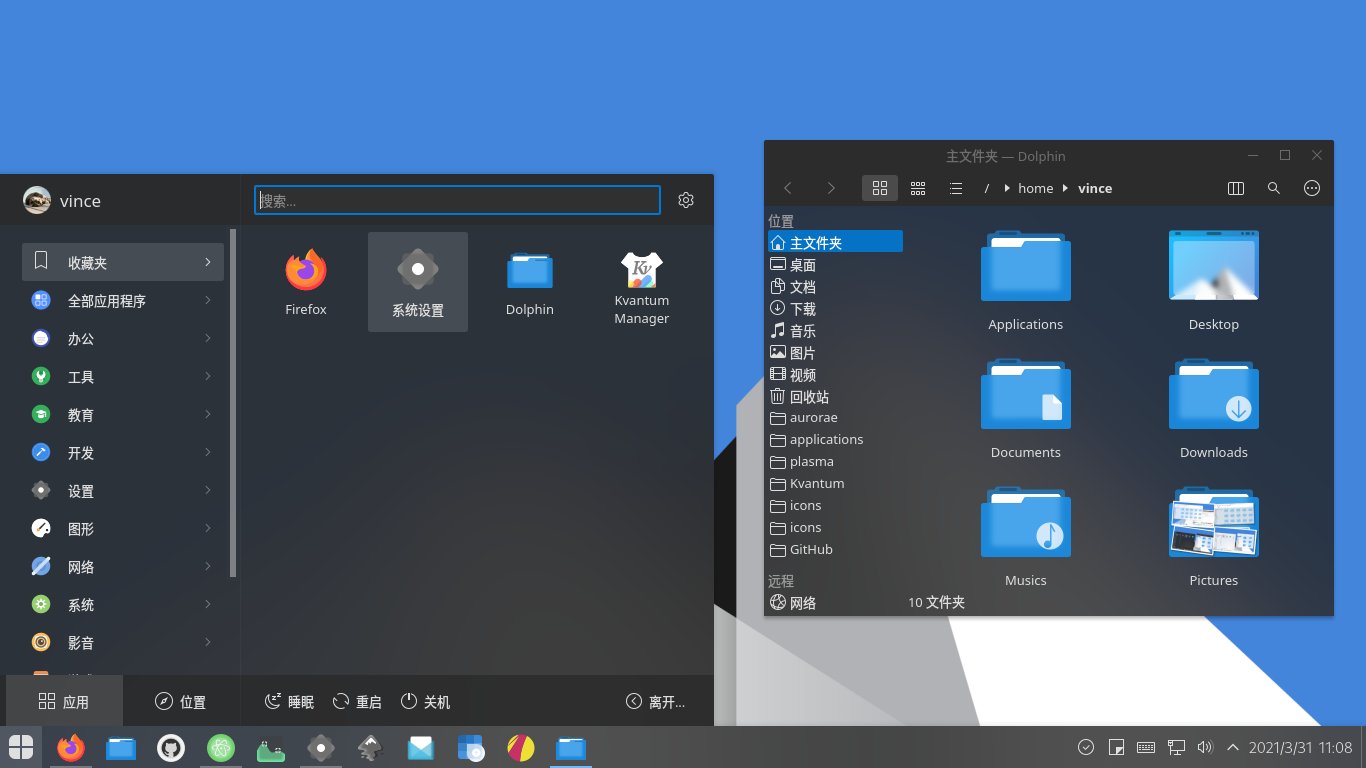 vince
搜索...
收藏夹
全部应用程序
办公
工具
教育
开发
设置
图形
网络
系统
影音
Firefox
系统设置
Dolphin
Kv
Kvantum
Manager
应用
位置
睡眠
重启
关机
离开...
主文件夹 — Dolphin
/ home vince
位置
主文件夹
桌面
文档
下载
音乐
图片
视频
回收站
aurorae
applications
plasma
Kvantum
icons
icons
GitHub
远程
网络
Applications
Desktop
Documents
Downloads
Musics
Pictures
10 文件夹
2021/3/31 11:08